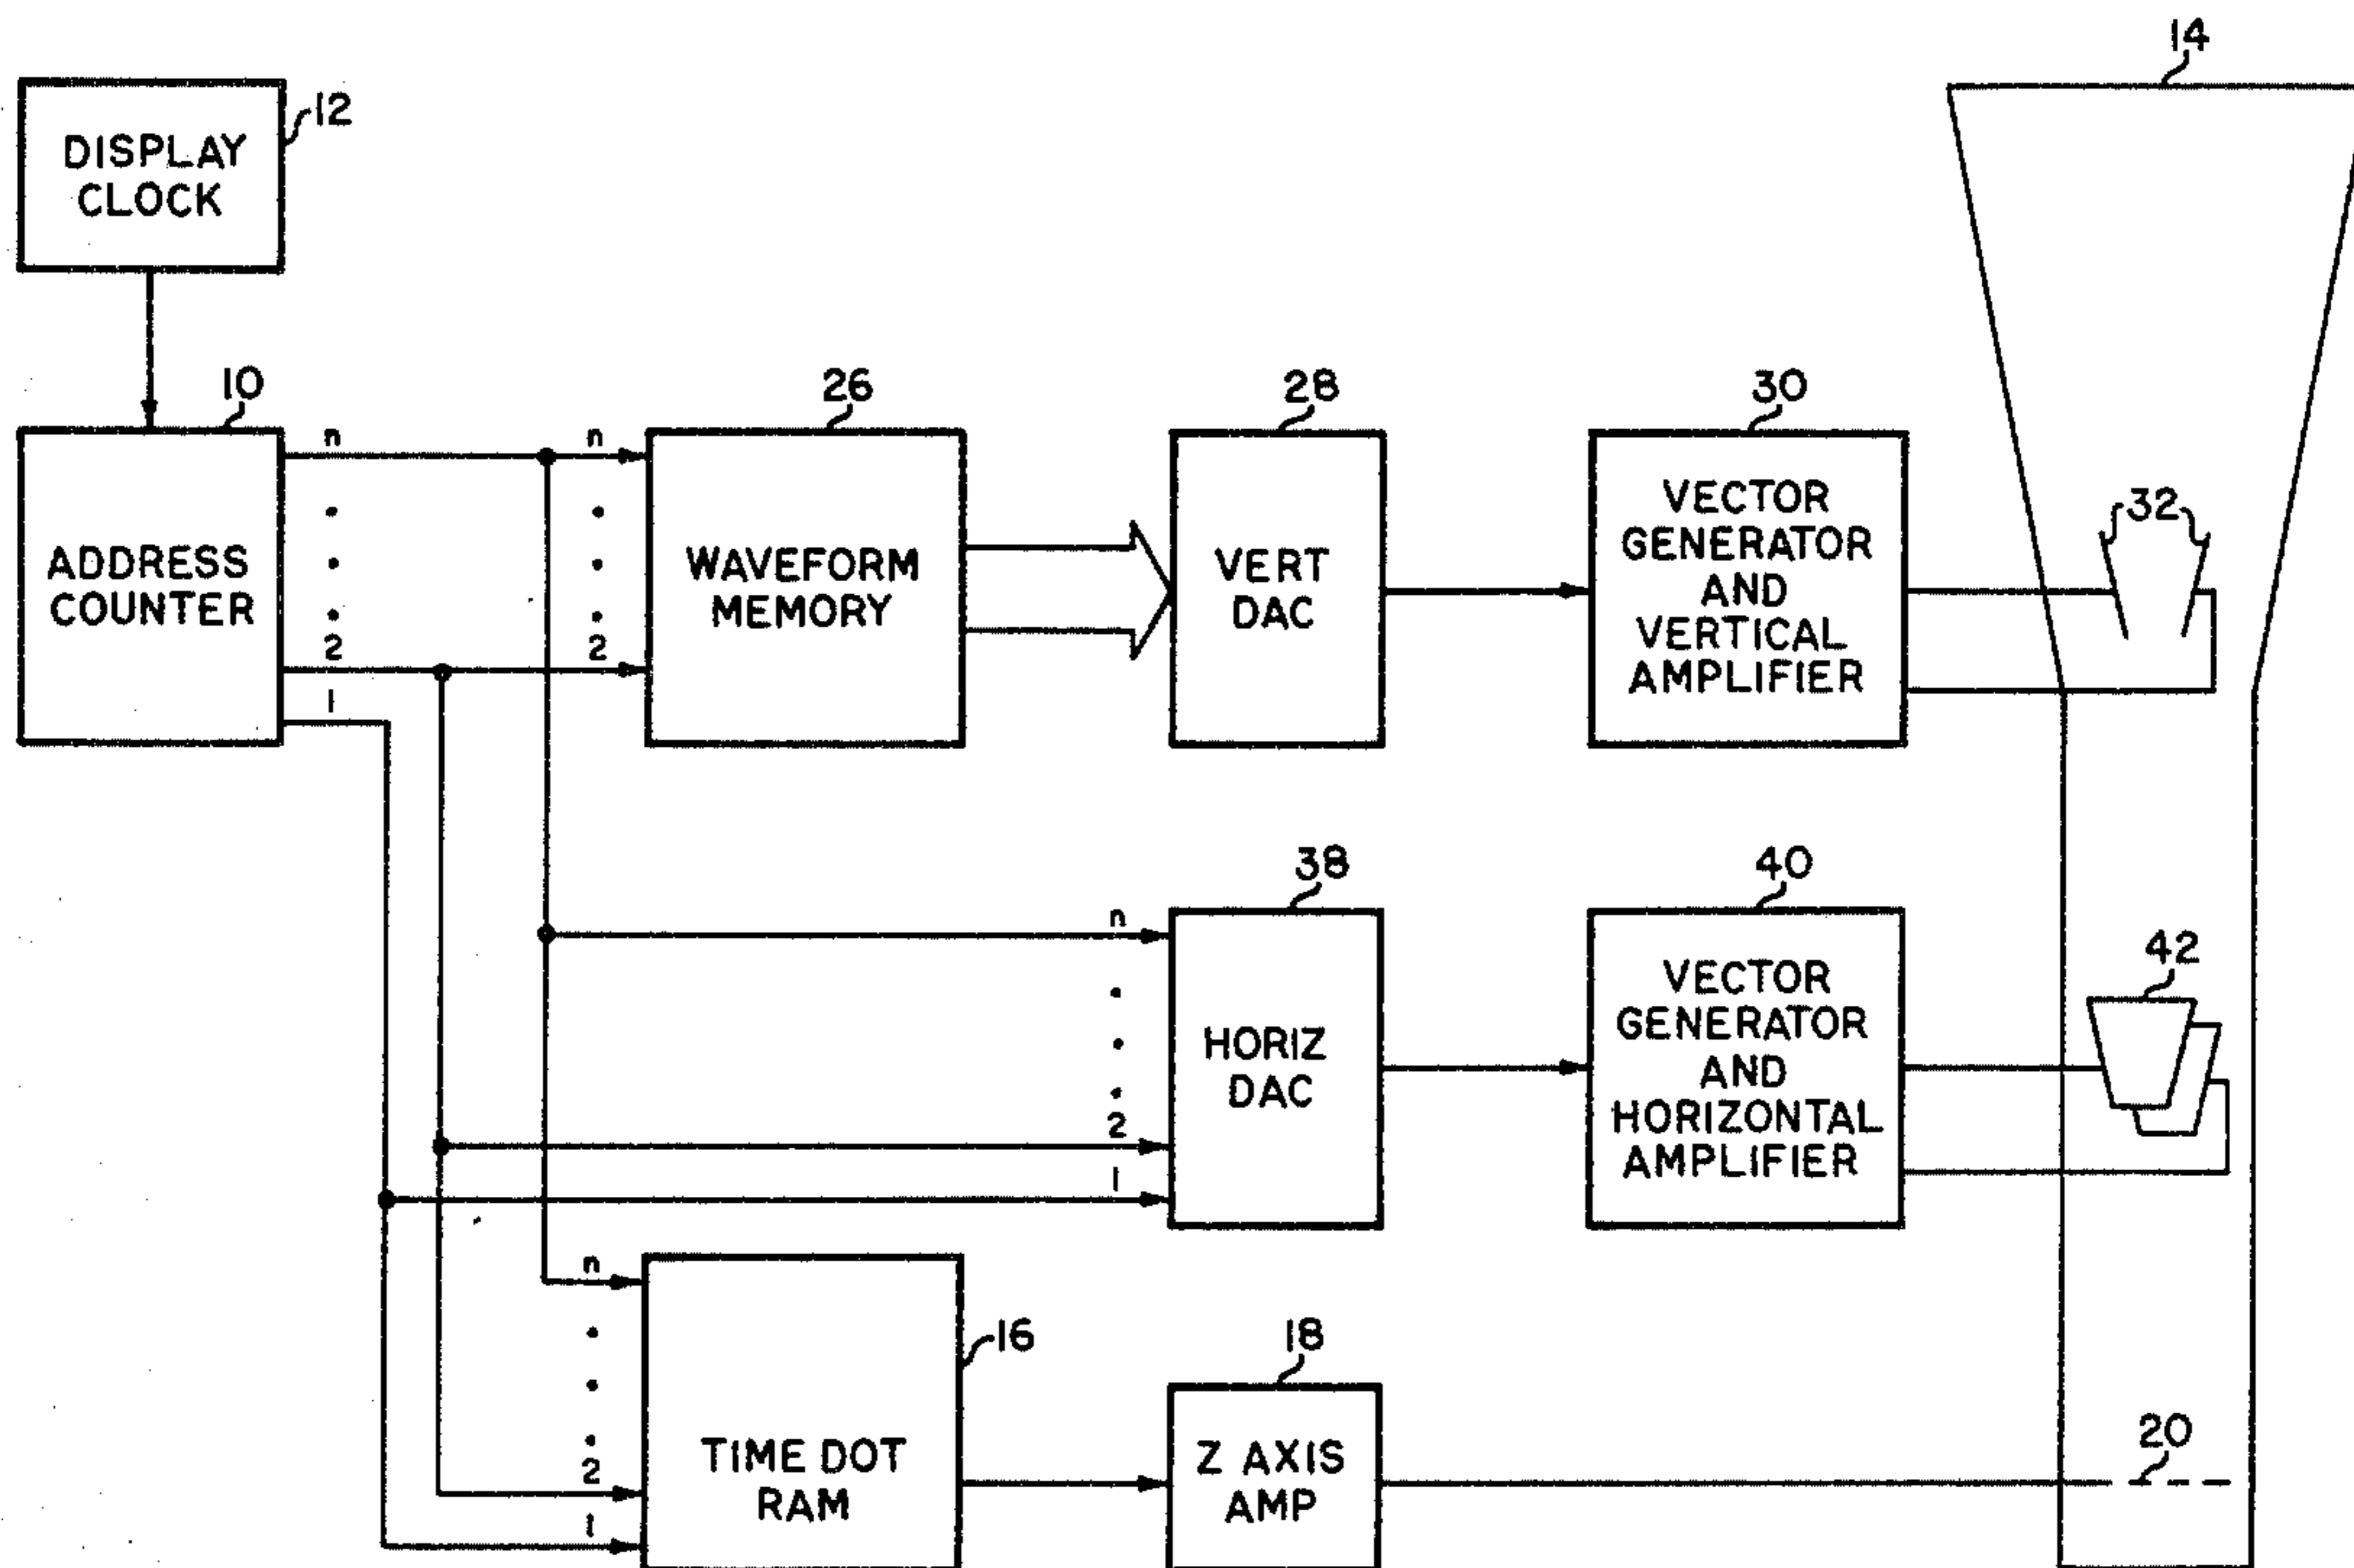 14
12
DISPLAY
CLOCK
10
26
28
30
n
n
ADDRESS
COUNTER
2
2
1
WAVEFORM
MEMORY
VERT
DAC
VECTOR
GENERATOR
AND
VERTICAL
AMPLIFIER
32
38
40
42
n
HORIZ
DAC
2
1
VECTOR
GENERATOR
AND
HORIZONTAL
AMPLIFIER
n
16
18
20
2
1
TIME DOT
RAM
Z AXIS
AMP